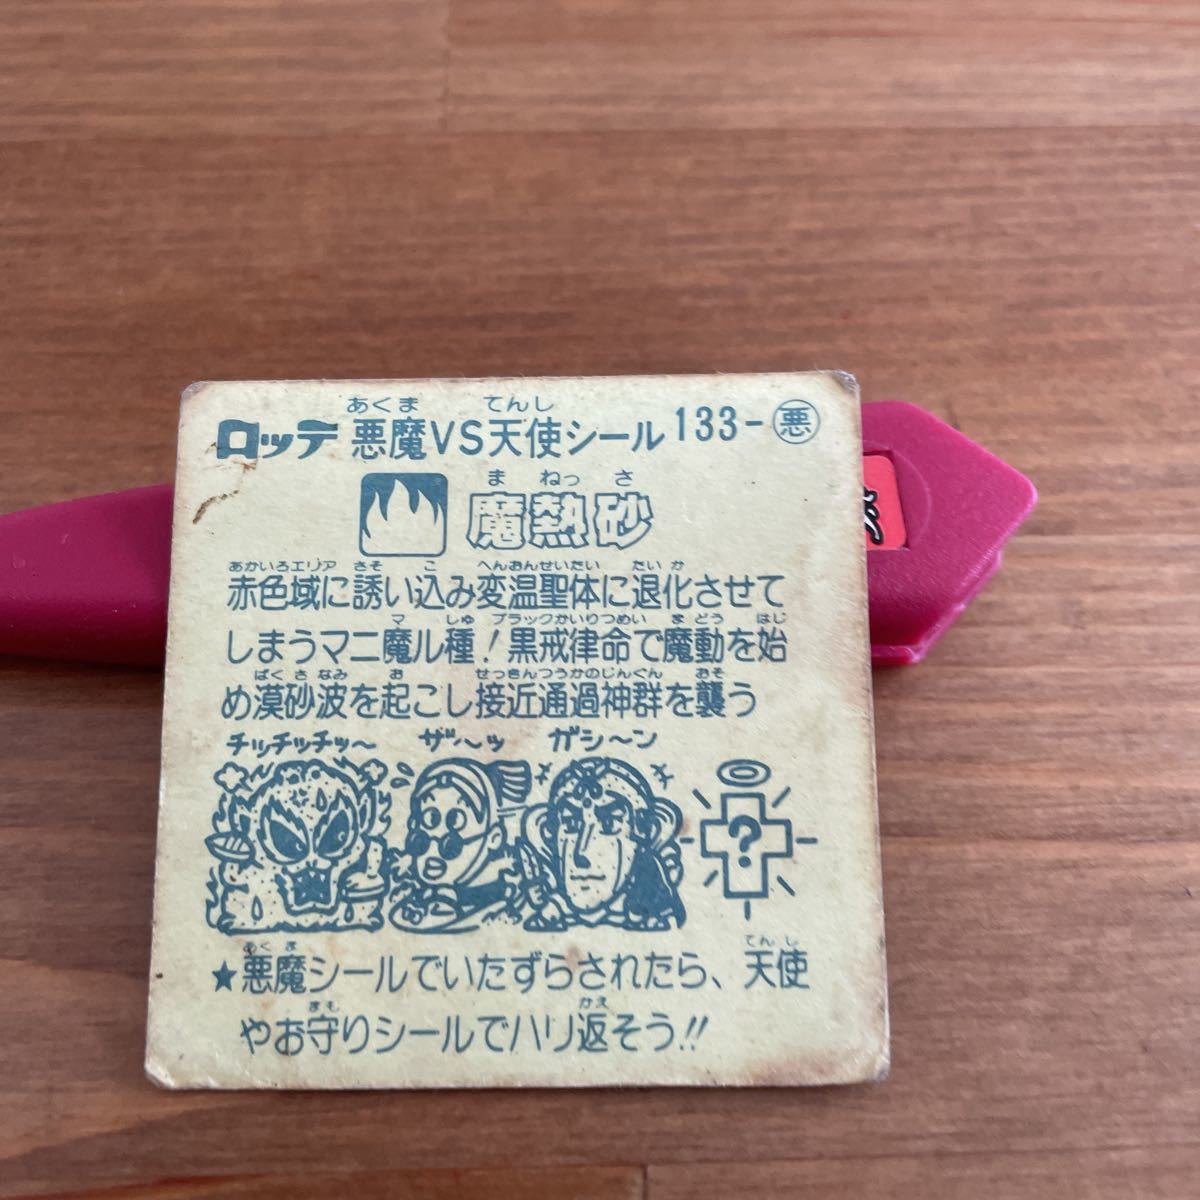 あくま てんし
ロッテ 悪魔VS天使シール 133-悪
ま ねっ さ
魔熱砂
あかいろエリア さそ こ へんおんせいたい たい か
赤色域に誘い込み変温聖体に退化させて
マ しゅ ブラックかいりつめい ま どう はじ
しまうマニ魔ル種!黒戒律命で魔動を始
ばく さ なみ お せっきんつうかのじんぐん おそ
め漠砂波を起こし接近通過神群を襲う
チッチッチッ〜 ザ〜ッ ガシ〜ン
?
あく ま てん し
★悪魔シールでいたずらされたら、天使
まも かえ
やお守りシールでハリ返そう!!